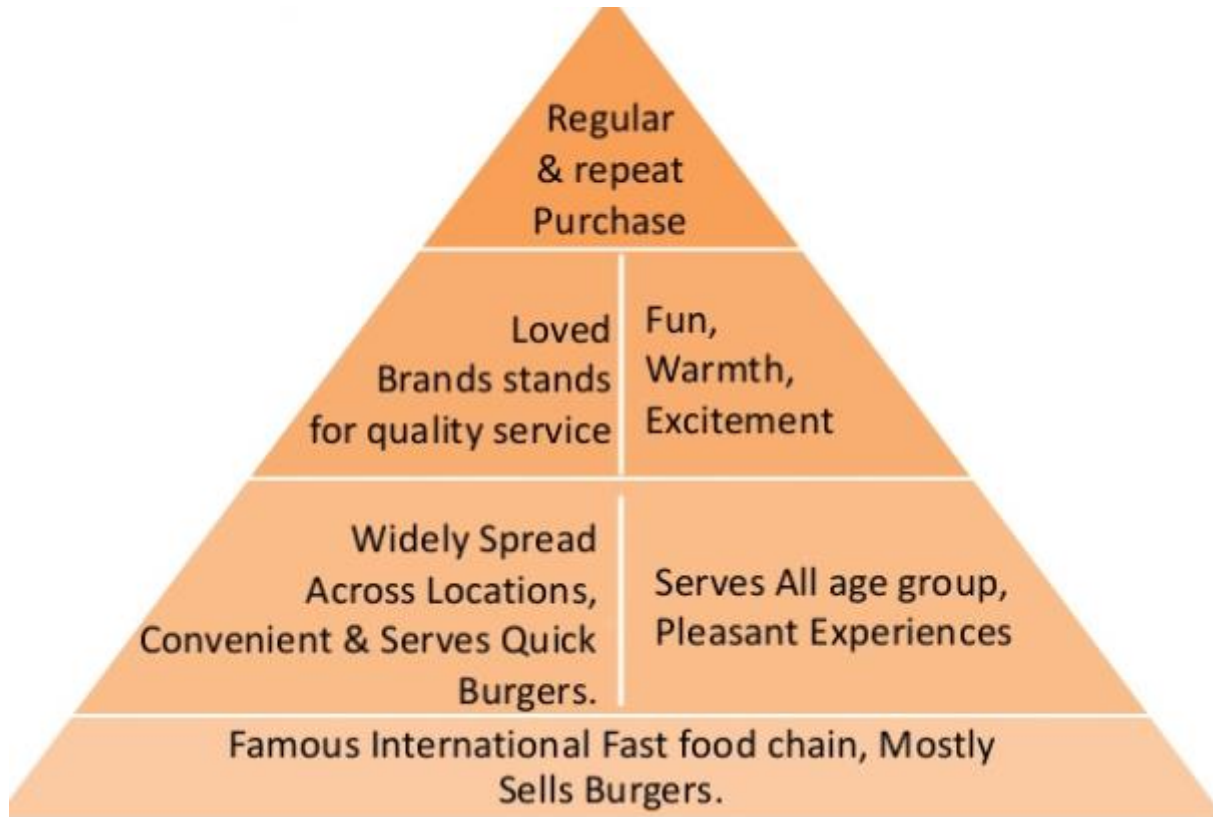 Regular
& repeat
Purchase
Loved
Brands stands
for quality service
Fun,
Warmth,
Excitement
Widely Spread
Across Locations,
Convenient & Serves Quick
Burgers.
Serves All age group,
Pleasant Experiences
Famous International Fast food chain, Mostly
Sells Burgers.